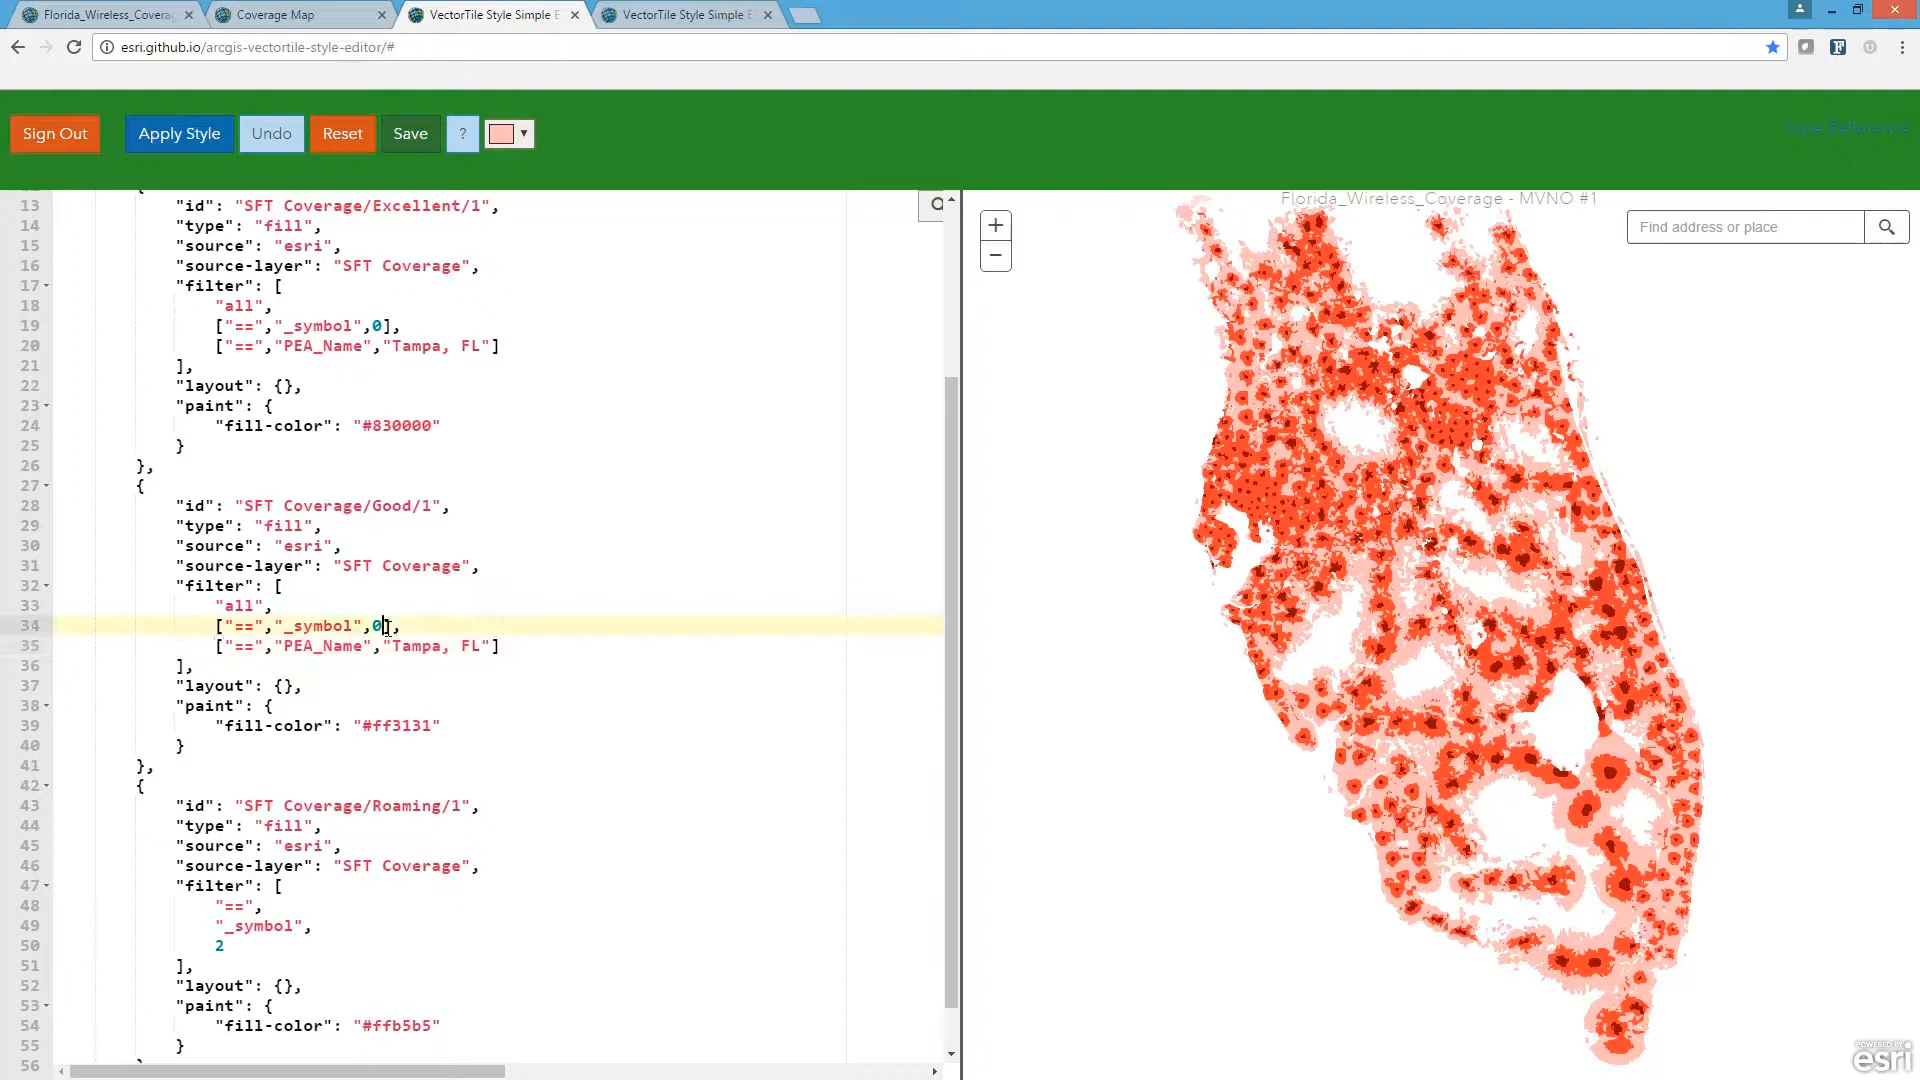 Florida_Wireless_Coverag
Coverage Map
VectorTile Style Simple E
VectorTile Style Simple E
esri.github.io/arcgis-vectortile-style-editor/#
Sign Out
Apply Style
Undo
Reset
Save
?
Style Reference
13 "id": "SFT Coverage/Excellent/1",
14 "type": "fill",
15 "source": "esri",
16 "source-layer": "SFT Coverage",
17 "filter": [
18 "all",
19 ["==","_symbol",0],
20 ["==","PEA_Name","Tampa, FL"]
21 ],
22 "layout": {},
23 "paint": {
24 "fill-color": "#830000"
25 }
26 },
27 {
28 "id": "SFT Coverage/Good/1",
29 "type": "fill",
30 "source": "esri",
31 "source-layer": "SFT Coverage",
32 "filter": [
33 "all",
34 ["==","_symbol",0],
35 ["==","PEA_Name","Tampa, FL"]
36 ],
37 "layout": {},
38 "paint": {
39 "fill-color": "#ff3131"
40 }
41 },
42 {
43 "id": "SFT Coverage/Roaming/1",
44 "type": "fill",
45 "source": "esri",
46 "source-layer": "SFT Coverage",
47 "filter": [
48 "==",
49 "_symbol",
50 2
51 ],
52 "layout": {},
53 "paint": {
54 "fill-color": "#ffb5b5"
55 }
56
Florida_Wireless_Coverage - MVNO #1
+
−
Find address or place
POWERED BY
esri